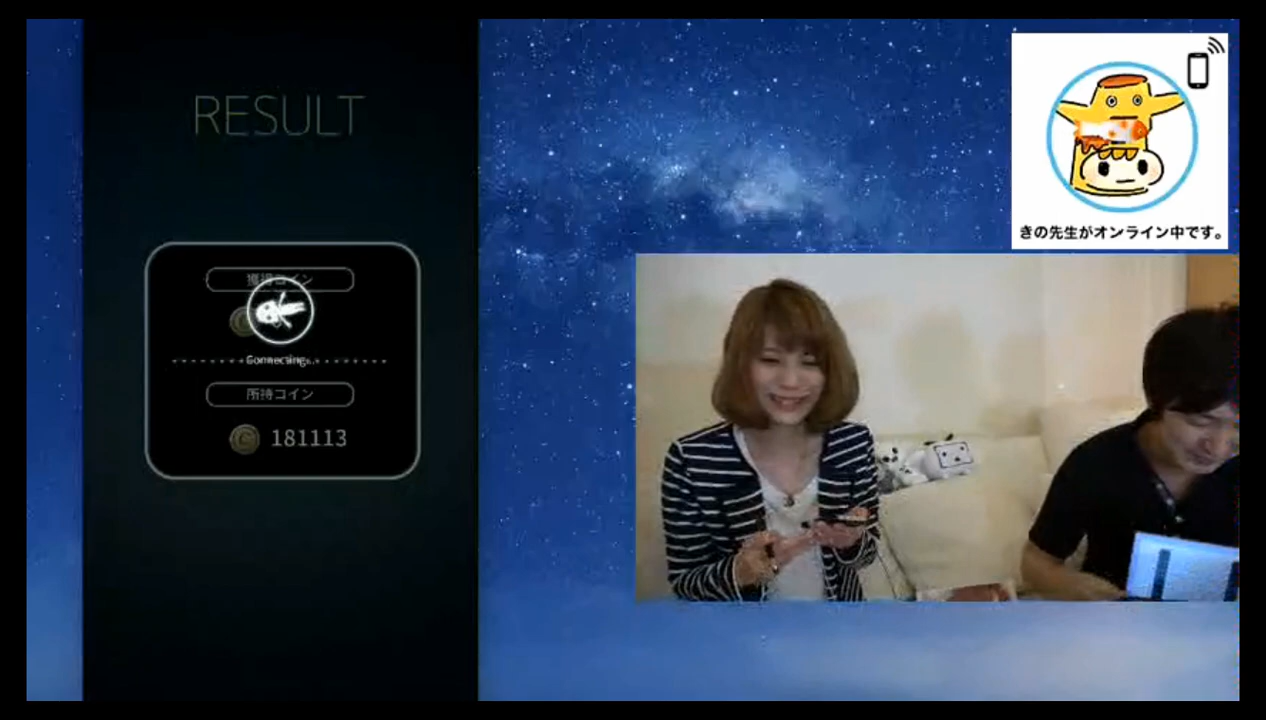 RESULT
獲得コイン
Connecting...
所持コイン
181113
きの先生がオンライン中です。